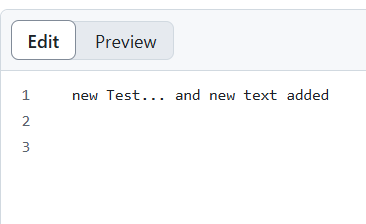 Edit Preview
1 new Test... and new text added
2
3